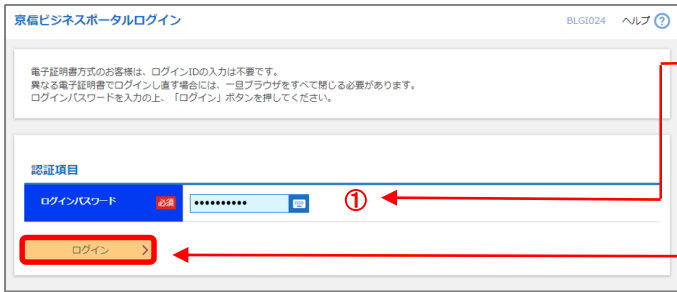 京信ビジネスポータルログイン
BLGI024 ヘルプ ?
電子証明書方式のお客様は、ログインIDの入力は不要です。
異なる電子証明書でログインし直す場合には、一旦ブラウザをすべて閉じる必要があります。
ログインパスワードを入力の上、「ログイン」ボタンを押してください。
認証項目
ログインパスワード 必須 •••••••••• ①
ログイン